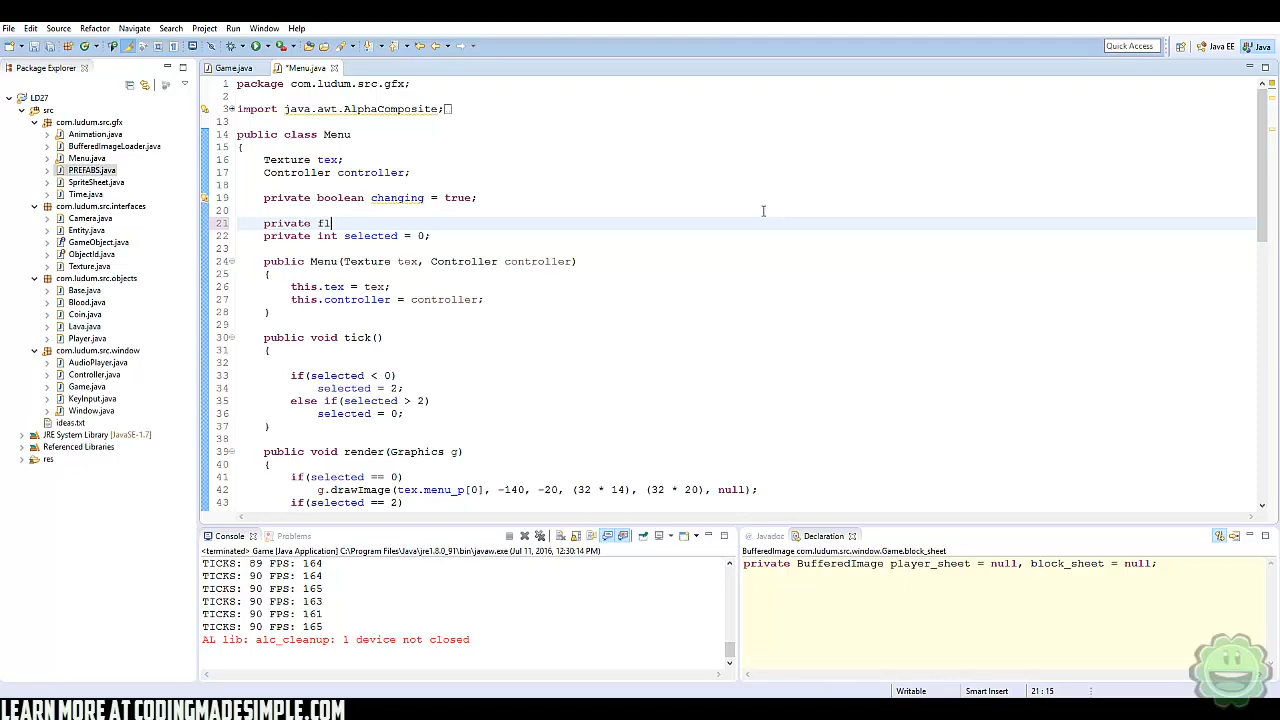 File Edit Source Refactor Navigate Search Project Run Window Help
Quick Access Java EE Java
Package Explorer
Game.java *Menu.java
LD27
src
com.ludum.src.gfx
Animation.java
BufferedImageLoader.java
Menu.java
PREFABS.java
SpriteSheet.java
Time.java
com.ludum.src.interfaces
Camera.java
Entity.java
GameObject.java
ObjectId.java
Texture.java
com.ludum.src.objects
Base.java
Blood.java
Coin.java
Lava.java
Player.java
com.ludum.src.window
AudioPlayer.java
Controller.java
Game.java
KeyInput.java
Window.java
ideas.txt
JRE System Library [JavaSE-1.7]
Referenced Libraries
res
1 package com.ludum.src.gfx;
2
3 import java.awt.AlphaComposite;
13
14 public class Menu
15 {
16 Texture tex;
17 Controller controller;
18
19 private boolean changing = true;
20
21 private fl
22 private int selected = 0;
23
24 public Menu(Texture tex, Controller controller)
25 {
26 this.tex = tex;
27 this.controller = controller;
28 }
29
30 public void tick()
31 {
32
33 if(selected < 0)
34 selected = 2;
35 else if(selected > 2)
36 selected = 0;
37 }
38
39 public void render(Graphics g)
40 {
41 if(selected == 0)
42 g.drawImage(tex.menu_p[0], -140, -20, (32 * 14), (32 * 20), null);
43 if(selected == 2)
Console Problems
<terminated> Game [Java Application] C:\Program Files\Java\jre1.8.0_91\bin\javaw.exe (Jul 11, 2016, 12:30:14 PM)
TICKS: 89 FPS: 164
TICKS: 90 FPS: 164
TICKS: 90 FPS: 165
TICKS: 90 FPS: 163
TICKS: 90 FPS: 161
TICKS: 90 FPS: 165
AL lib: alc_cleanup: 1 device not closed
Javadoc Declaration
BufferedImage com.ludum.src.window.Game.block_sheet
private BufferedImage player_sheet = null, block_sheet = null;
Writable Smart Insert 21 : 15
LEARN MORE AT CODINGMADESIMPLE.COM